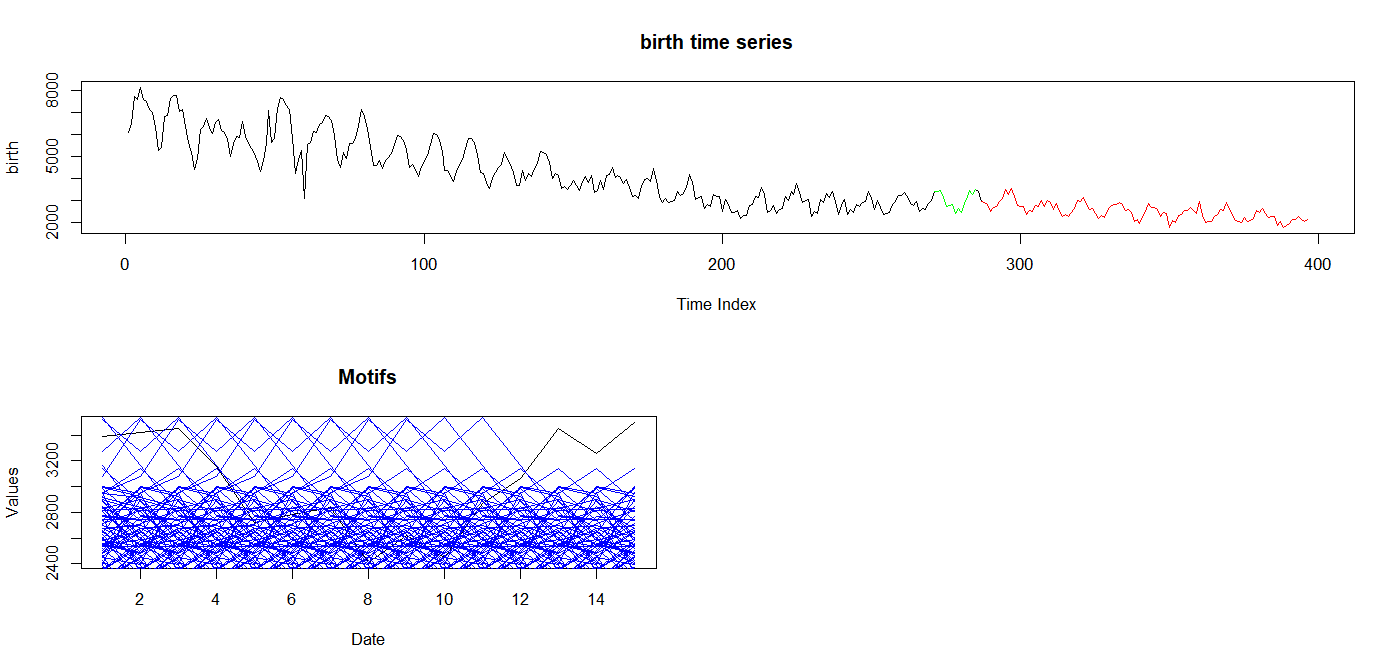 birth time series
8000
5000
2000
birth
0 100 200 300 400
Time Index
Motifs
3200
2800
2400
Values
2 4 6 8 10 12 14
Date